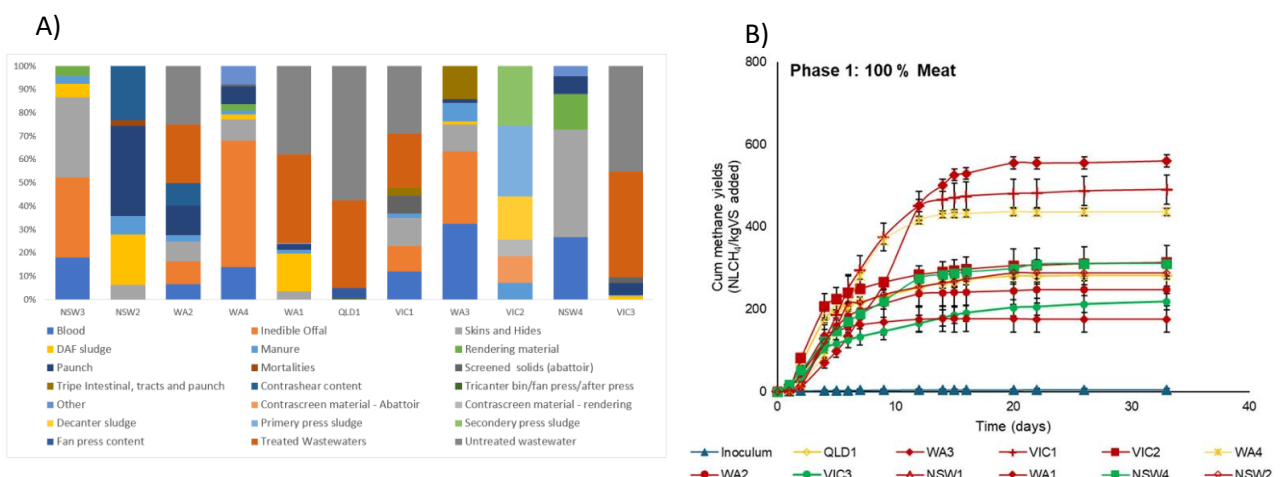 A)
100%
90%
80%
70%
60%
50%
40%
30%
20%
10%
0%
NSW3 NSW2 WA2 WA4 WA1 QLD1 VIC1 WA3 VIC2 NSW4 VIC3
Blood Inedible Offal Skins and Hides
DAF sludge Manure Rendering material
Paunch Mortalities Screened solids (abattoir)
Tripe Intestinal, tracts and paunch Contrashear content Tricanter bin/fan press/after press
Other Contrascreen material - Abattoir Contrascreen material - rendering
Decanter sludge Primery press sludge Secondery press sludge
Fan press content Treated Wastewaters Untreated wastewater
B)
Phase 1: 100 % Meat
Cum methane yields
(NLCH4/kgVS added)
800
600
400
200
0
0 10 20 30 40
Time (days)
Inoculum QLD1 WA3 VIC1 VIC2 WA4
WA2 VIC3 NSW1 WA1 NSW4 NSW2